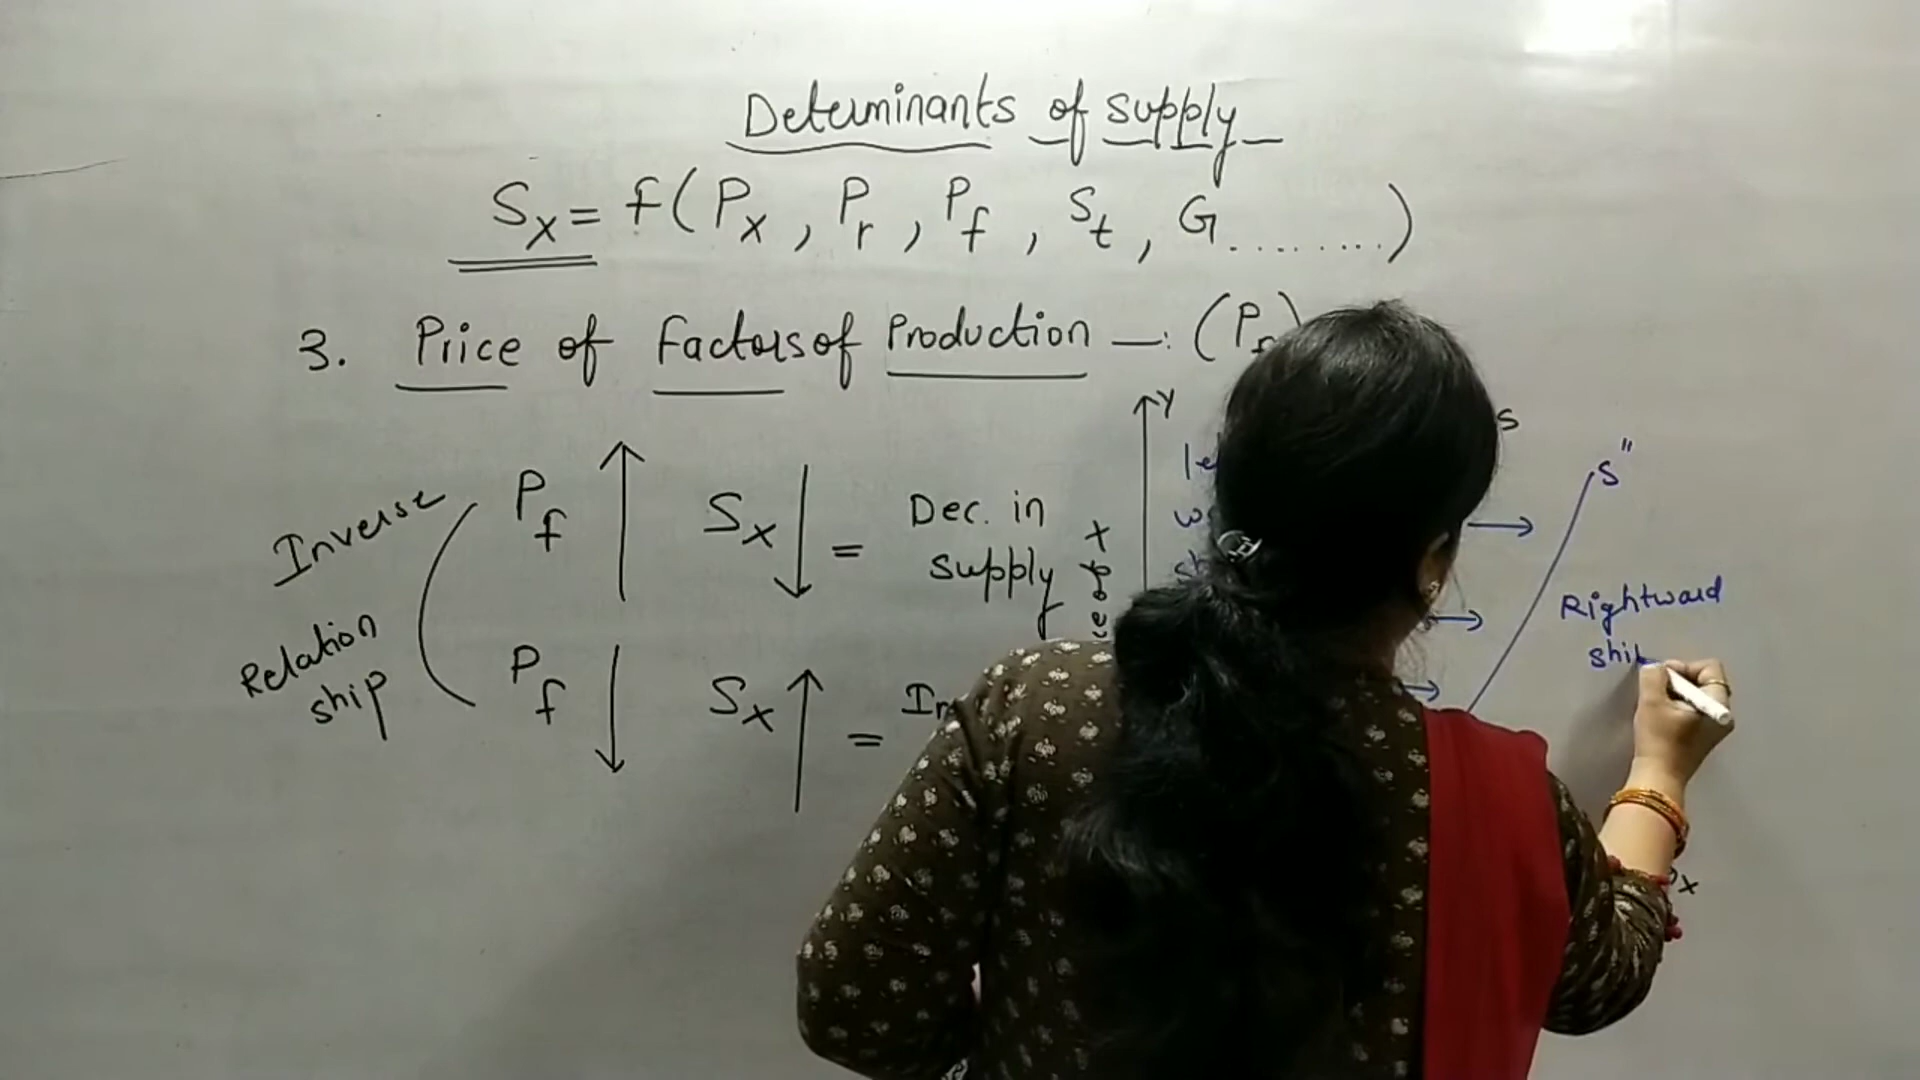 Determinants of supply
Sx = f(Px, Pr, Pf, St, G.........)
3. Price of Factors of Production —: (Pf)
Inverse
Relation
ship
Pf ↑ Sx ↓ = Dec. in
supply
Pf ↓ Sx ↑ =
Y
S
S"
Rightward